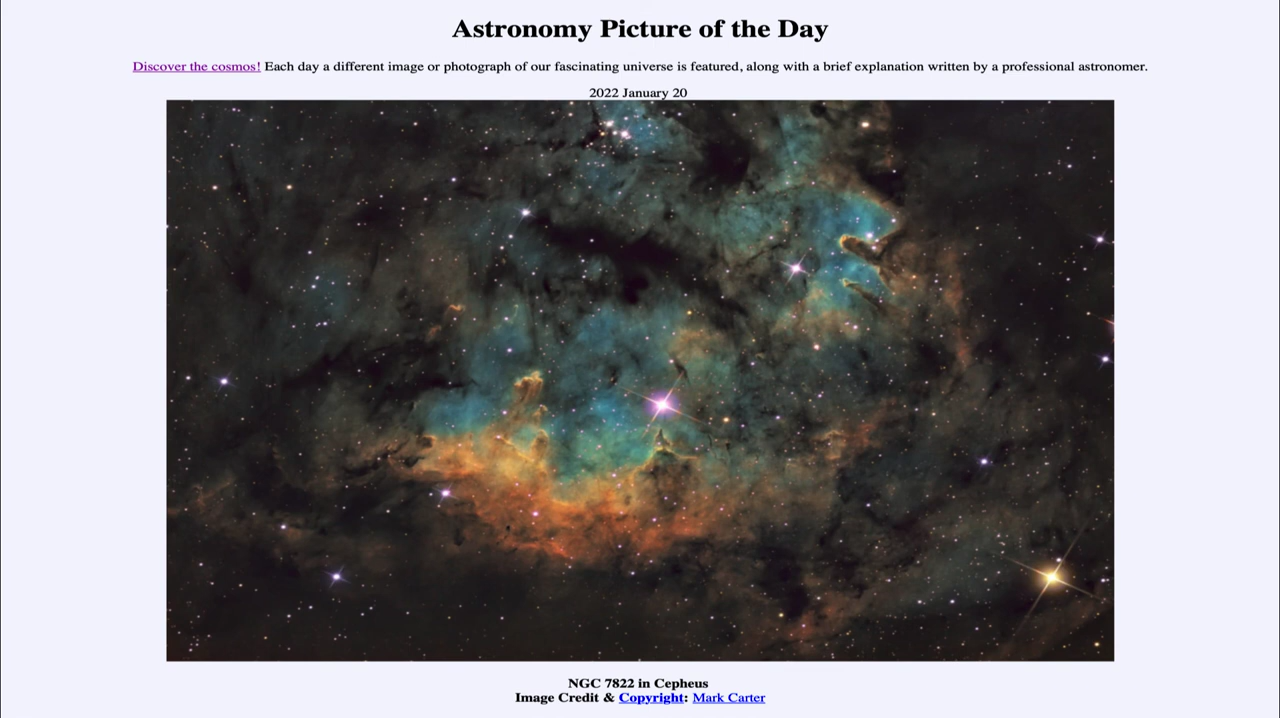 Astronomy Picture of the Day
Discover the cosmos! Each day a different image or photograph of our fascinating universe is featured, along with a brief explanation written by a professional astronomer.
2022 January 20
NGC 7822 in Cepheus
Image Credit & Copyright: Mark Carter